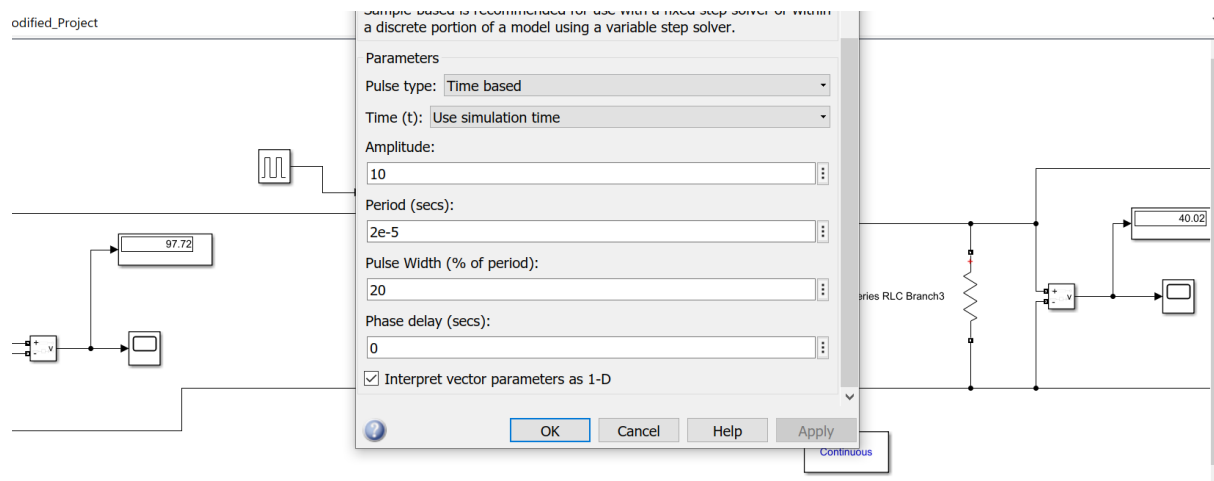 odified_Project
Sample based is recommended for use with a fixed step solver or within
a discrete portion of a model using a variable step solver.
Parameters
Pulse type: Time based
Time (t): Use simulation time
Amplitude:
10
Period (secs):
2e-5
Pulse Width (% of period):
20
Phase delay (secs):
0
Interpret vector parameters as 1-D
OK Cancel Help Apply
97.72
+
- v
40.02
eries RLC Branch3
+
- v
Continuous